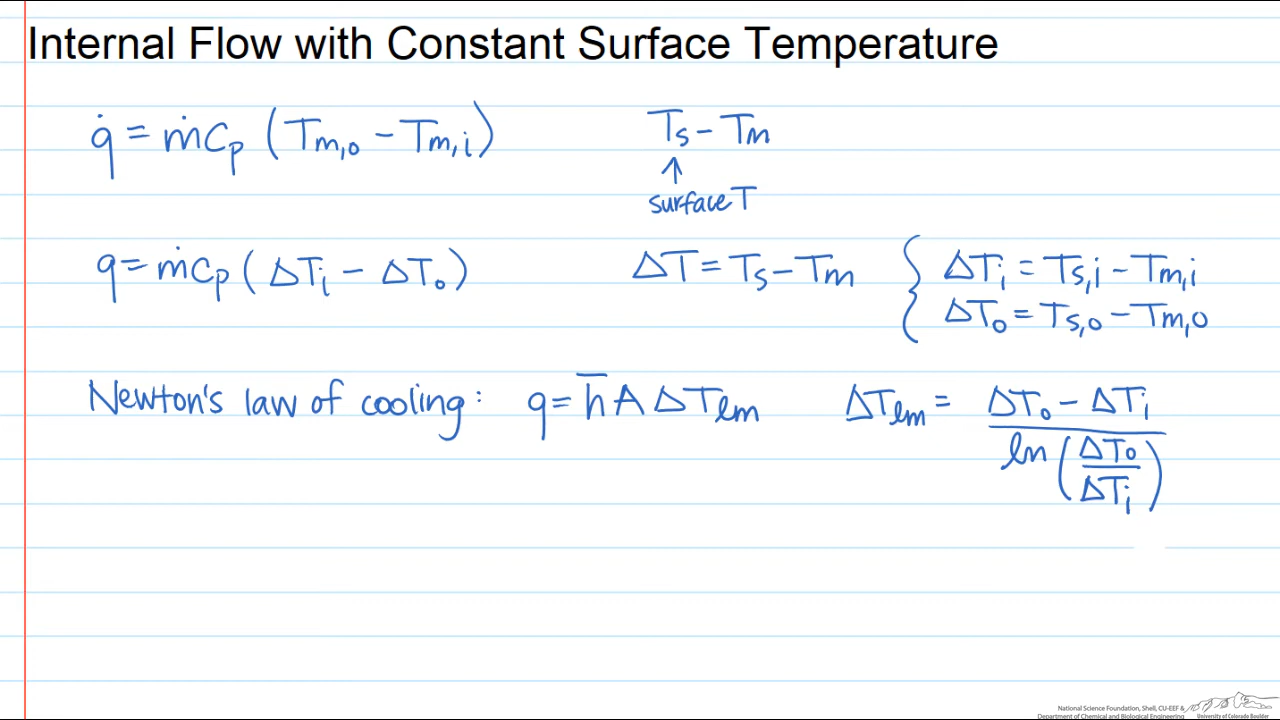 Internal Flow with Constant Surface Temperature
q̇ = ṁCp (Tm,o − Tm,i)
Ts − Tm
↑
surface T
q = ṁCp (ΔTi − ΔTo)
ΔT = Ts − Tm
{ ΔTi = Ts,i − Tm,i
ΔTo = Ts,o − Tm,o
Newton's law of cooling: q = h̅ A ΔTlm
ΔTlm = (ΔTo − ΔTi) / ln(ΔTo / ΔTi)
National Science Foundation, Shell, CU-EEF &
Department of Chemical and Biological Engineering
University of Colorado Boulder